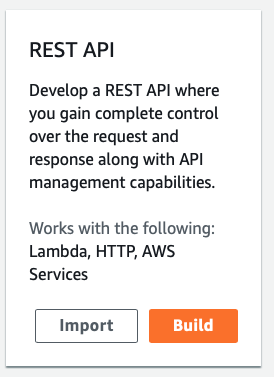 REST API
Develop a REST API where
you gain complete control
over the request and
response along with API
management capabilities.
Works with the following:
Lambda, HTTP, AWS
Services
Import
Build